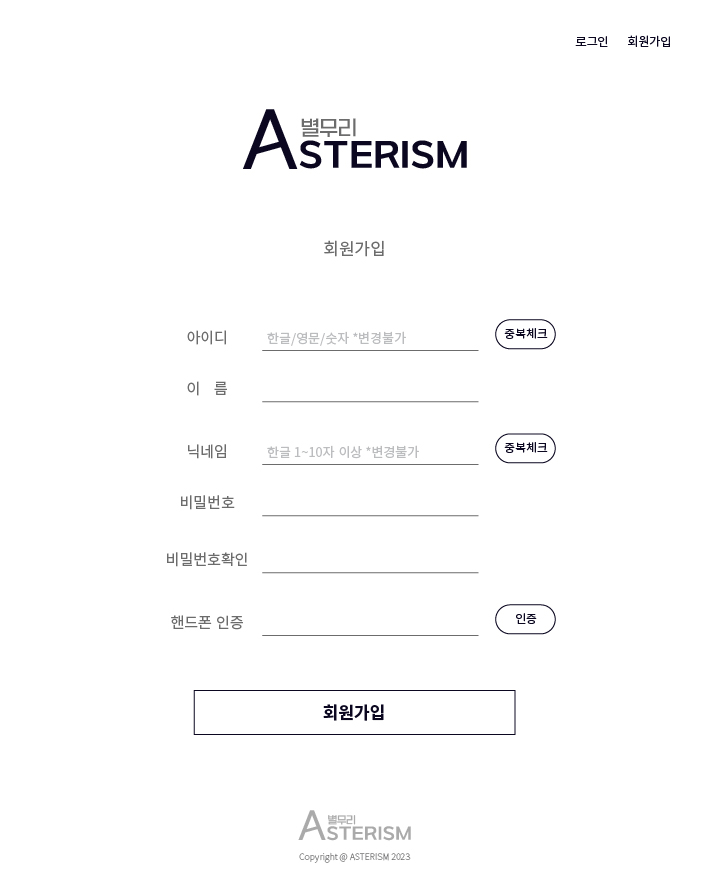 로그인 회원가입
별무리
ASTERISM
회원가입
아이디 한글/영문/숫자 *변경불가 중복체크
이 름
닉네임 한글 1~10자 이상 *변경불가 중복체크
비밀번호
비밀번호확인
핸드폰 인증 인증
회원가입
별무리
ASTERISM
Copyright @ ASTERISM 2023